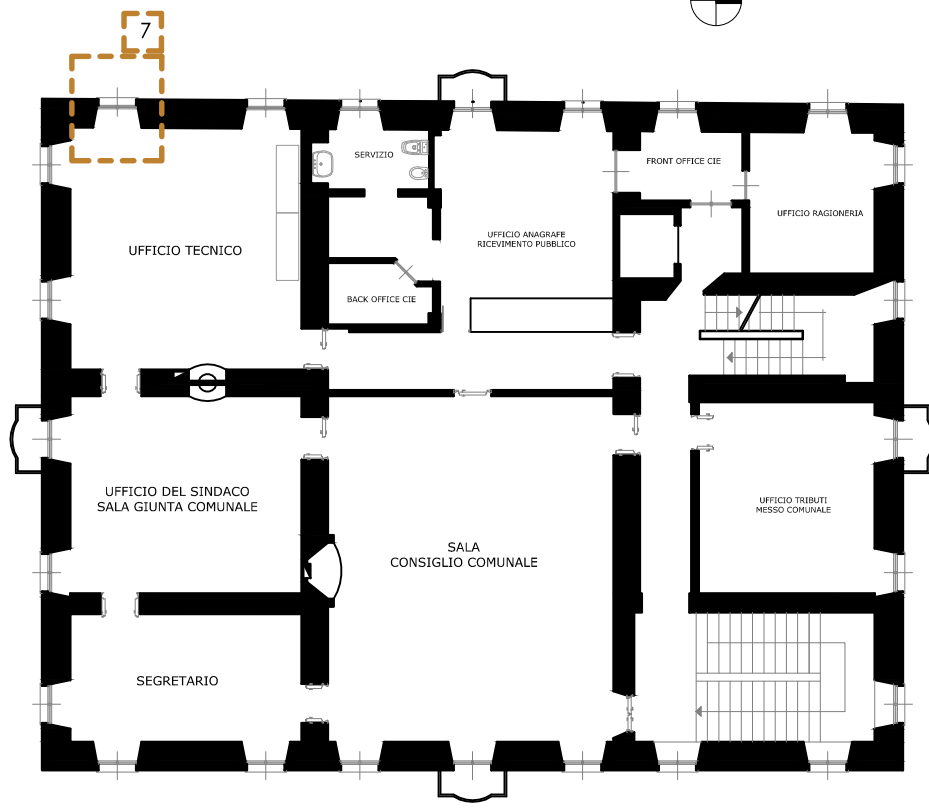 7
SERVIZIO
FRONT OFFICE CIE
UFFICIO RAGIONERIA
UFFICIO TECNICO
UFFICIO ANAGRAFE
RICEVIMENTO PUBBLICO
BACK OFFICE CIE
UFFICIO DEL SINDACO
SALA GIUNTA COMUNALE
UFFICIO TRIBUTI
MESSO COMUNALE
SALA
CONSIGLIO COMUNALE
SEGRETARIO